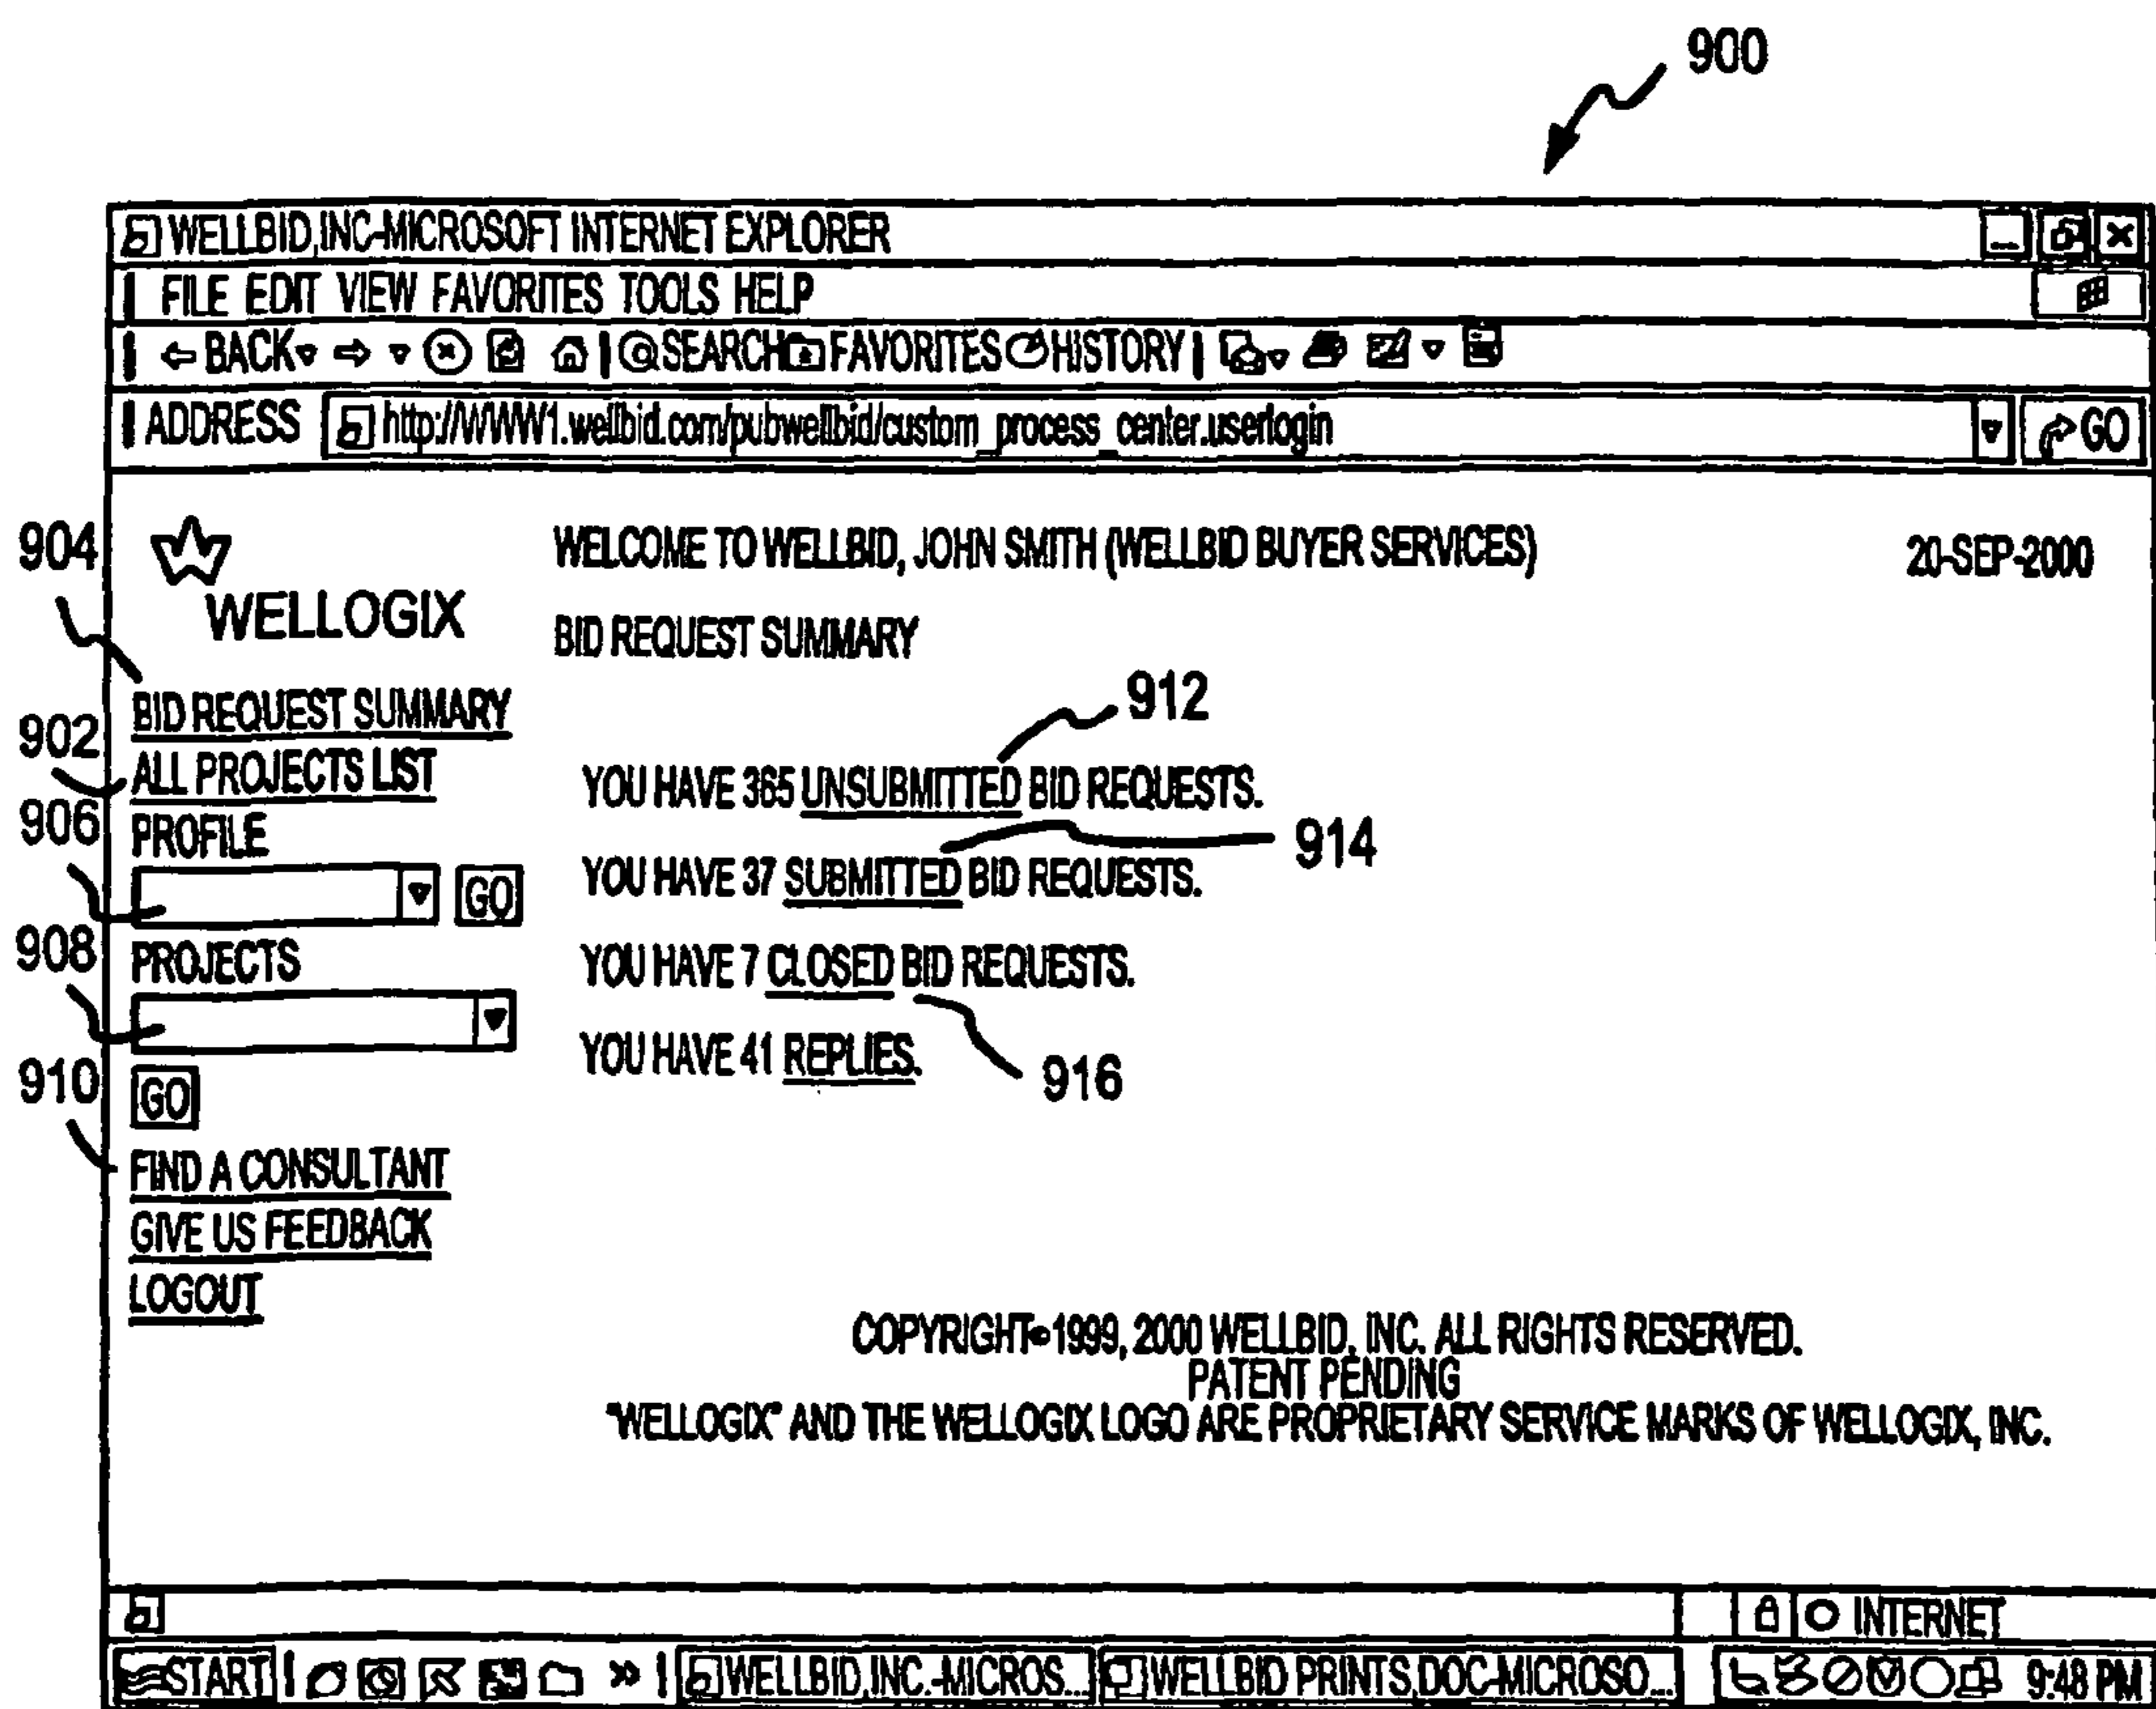 900
WELLBID,INC-MICROSOFT INTERNET EXPLORER
FILE EDIT VIEW FAVORITES TOOLS HELP
BACK SEARCH FAVORITES HISTORY
ADDRESS http://WWW1.wellbid.com/pubwellbid/custom_process_center.userlogin GO
904
WELLOGIX
WELCOME TO WELLBID, JOHN SMITH (WELLBID BUYER SERVICES)
20-SEP-2000
BID REQUEST SUMMARY
BID REQUEST SUMMARY
902
ALL PROJECTS LIST
906
PROFILE
GO
908
PROJECTS
910
GO
FIND A CONSULTANT
GIVE US FEEDBACK
LOGOUT
912
YOU HAVE 365 UNSUBMITTED BID REQUESTS.
914
YOU HAVE 37 SUBMITTED BID REQUESTS.
YOU HAVE 7 CLOSED BID REQUESTS.
YOU HAVE 41 REPLIES.
916
COPYRIGHT©1999, 2000 WELLBID, INC. ALL RIGHTS RESERVED.
PATENT PENDING
"WELLOGIX" AND THE WELLOGIX LOGO ARE PROPRIETARY SERVICE MARKS OF WELLOGIX, INC.
INTERNET
START WELLBID,INC.-MICROS... WELLBID PRINTS,DOC-MICROSO... 9:48 PM